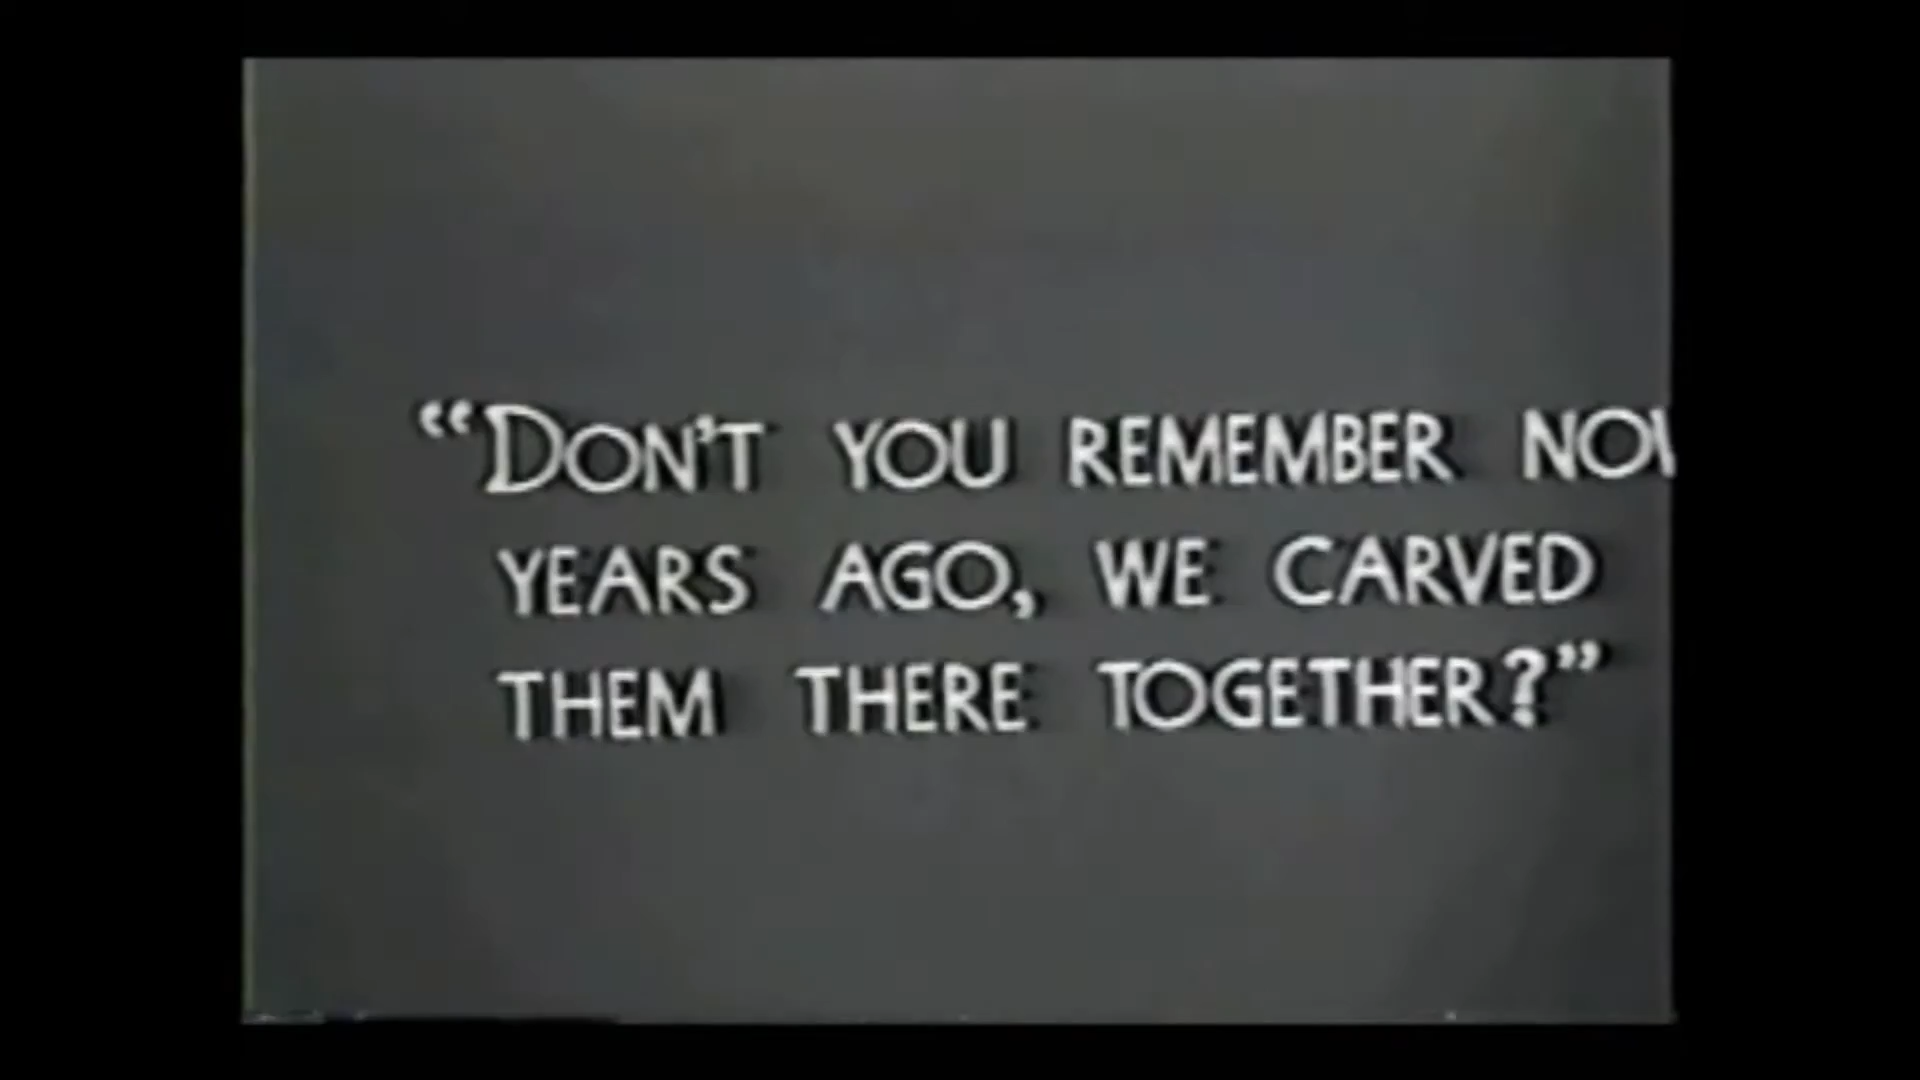 “DON'T YOU REMEMBER
YEARS AGO, WE CARVED
THEM THERE TOGETHER?”